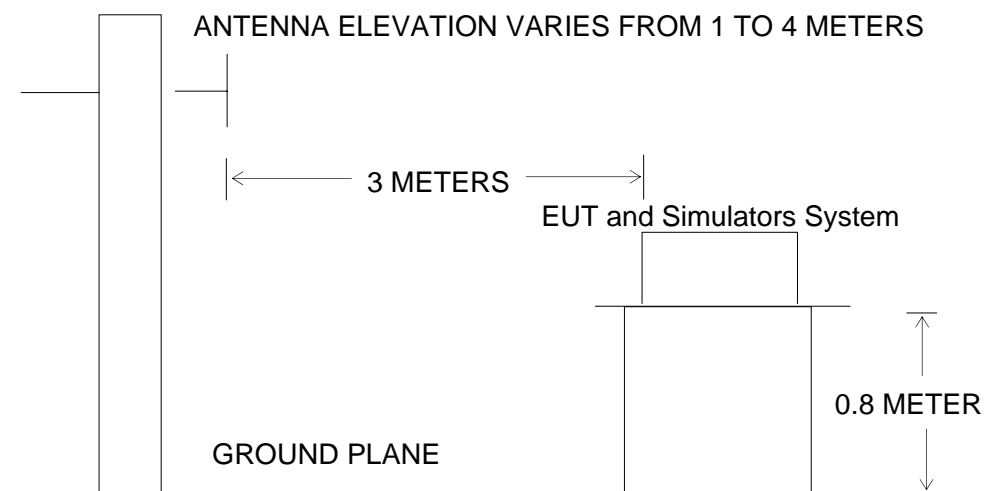 ANTENNA ELEVATION VARIES FROM 1 TO 4 METERS
3 METERS
EUT and Simulators System
0.8 METER
GROUND PLANE